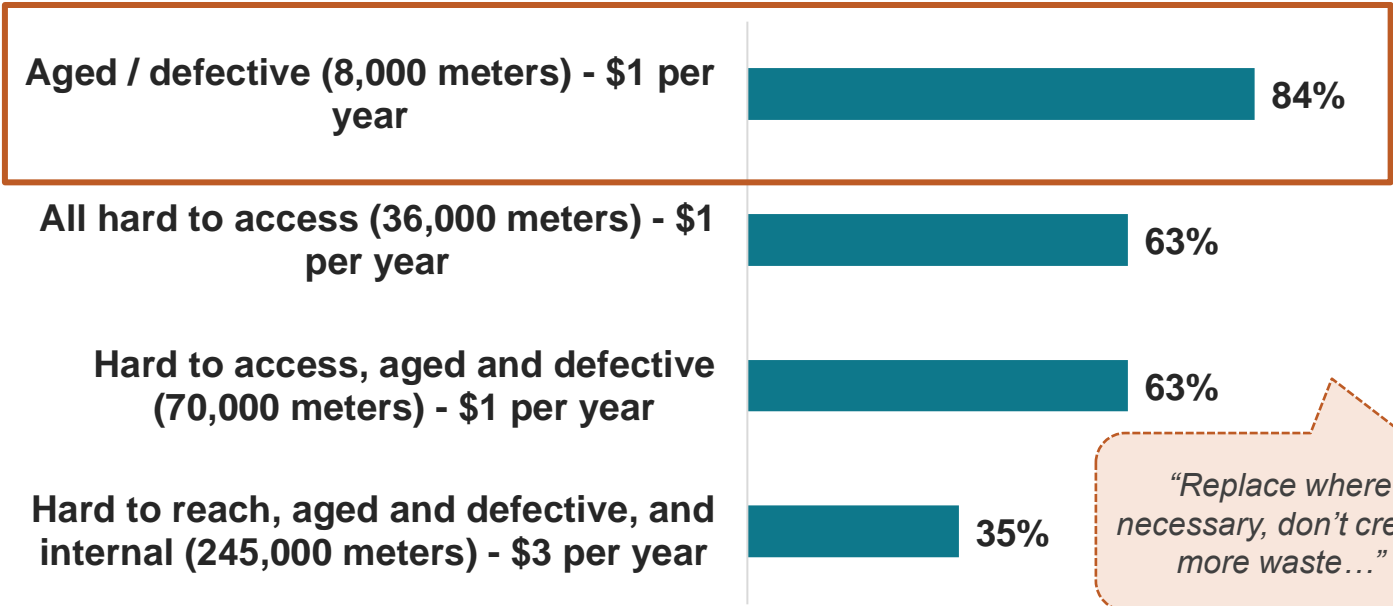 Aged / defective (8,000 meters) - $1 per
year
84%
All hard to access (36,000 meters) - $1
per year
63%
Hard to access, aged and defective
(70,000 meters) - $1 per year
63%
Hard to reach, aged and defective, and
internal (245,000 meters) - $3 per year
35%
“Replace where
necessary, don’t cre
more waste…”